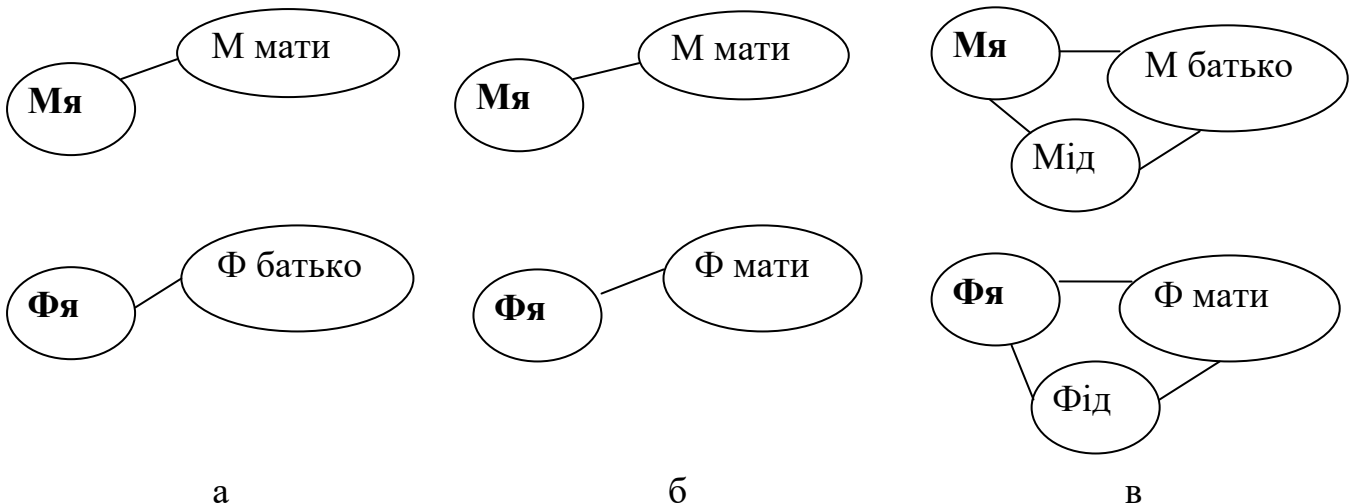 М мати
Мя
Ф батько
Фя
а
М мати
Мя
Ф мати
Фя
б
Мя
М батько
Мід
Фя
Ф мати
Фід
в